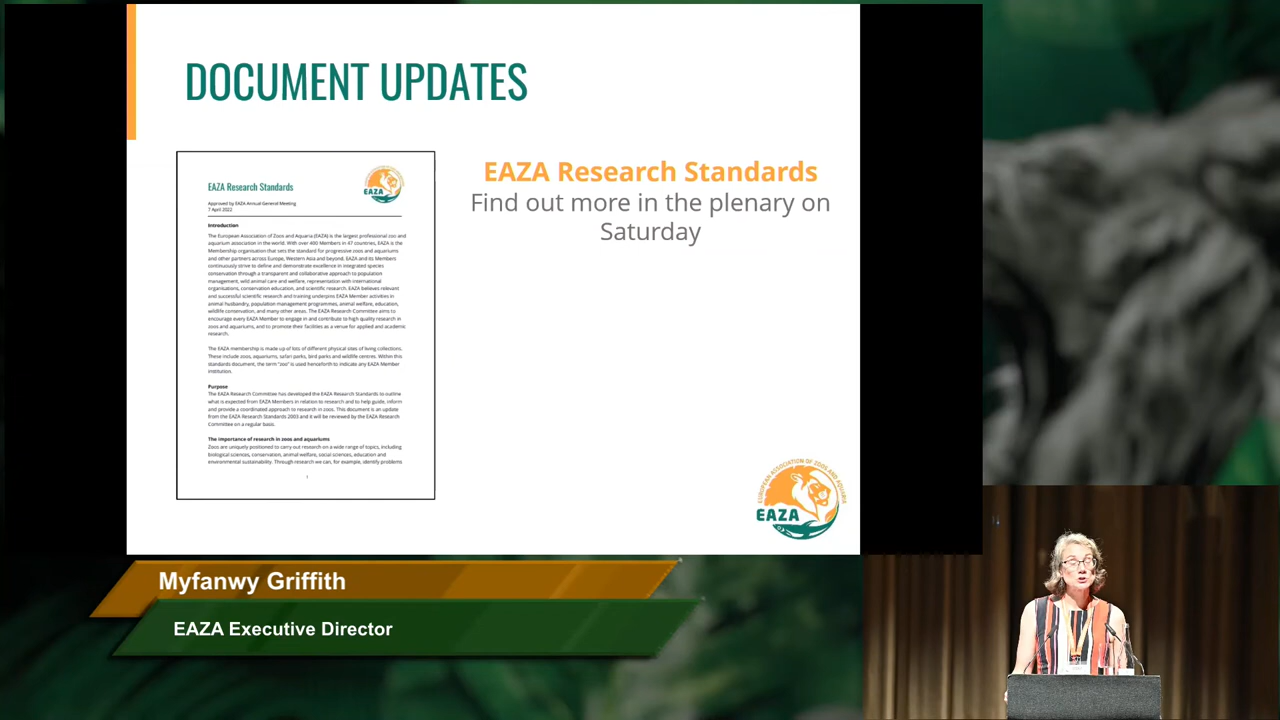 DOCUMENT UPDATES
EAZA Research Standards
Approved by EAZA Annual General Meeting
7 April 2022
EAZA
Introduction
The European Association of Zoos and Aquaria (EAZA) is the largest professional zoo and
aquarium association in the world. With over 400 Members in 47 countries, EAZA is the
Membership organisation that sets the standard for progressive zoos and aquariums
and other partners across Europe, Western Asia and beyond. EAZA and its Members
continuously strive to define and demonstrate excellence in integrated species
conservation through a transparent and collaborative approach to population
management, wild animal care and welfare, representation with international
organisations, conservation education, and scientific research. EAZA believes relevant
and successful scientific research and training underpins EAZA Member activities in
animal husbandry, population management programmes, animal welfare, education,
wildlife conservation, and many other areas. The EAZA Research Committee aims to
encourage every EAZA Member to engage in and contribute to high quality research in
zoos and aquariums, and to promote their facilities as a venue for applied and academic
research.
The EAZA membership is made up of lots of different physical sites of living collections.
These include zoos, aquariums, safari parks, bird parks and wildlife centres. Within this
standards document, the term "zoo" is used henceforth to indicate any EAZA Member
institution.
Purpose
The EAZA Research Committee has developed the EAZA Research Standards to outline
what is expected from EAZA Members in relation to research and to help guide, inform
and provide a coordinated approach to research in zoos. This document is an update
from the EAZA Research Standards 2003 and it will be reviewed by the EAZA Research
Committee on a regular basis.
The importance of research in zoos and aquariums
Zoos are uniquely positioned to carry out research on a wide range of topics, including
biological sciences, conservation, animal welfare, social sciences, education and
environmental sustainability. Through research we can, for example, identify problems
EAZA Research Standards
Find out more in the plenary on
Saturday
EUROPEAN ASSOCIATION OF ZOOS AND AQUARIA
EAZA
Myfanwy Griffith
EAZA Executive Director